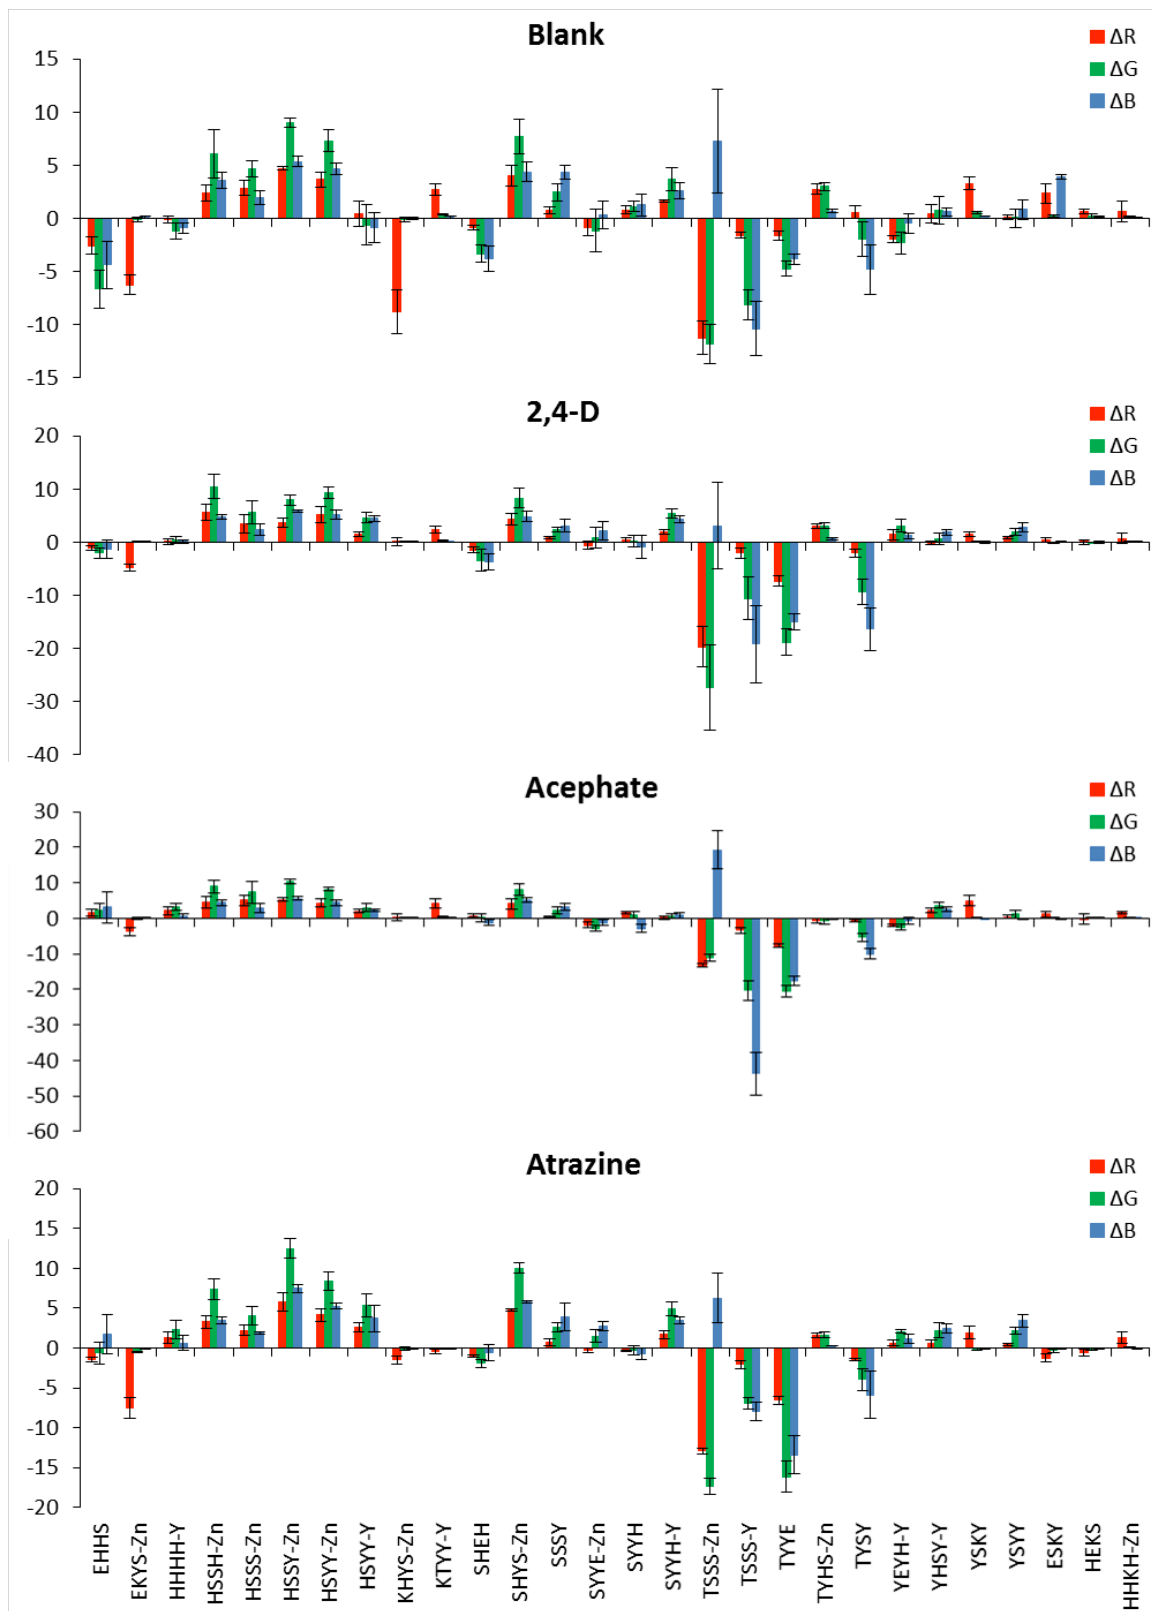 Blank
ΔR
ΔG
ΔB
15
10
5
0
-5
-10
-15
2,4-D
ΔR
ΔG
ΔB
20
10
0
-10
-20
-30
-40
Acephate
ΔR
ΔG
ΔB
30
20
10
0
-10
-20
-30
-40
-50
-60
Atrazine
ΔR
ΔG
ΔB
20
15
10
5
0
-5
-10
-15
-20
EHHS
EKYS-Zn
HHHH-Y
HSSH-Zn
HSSS-Zn
HSSY-Zn
HSYY-Zn
HSYY-Y
KHYS-Zn
KTYY-Y
SHEH
SHYS-Zn
SSSY
SYYE-Zn
SYYH
SYYH-Y
TSSS-Zn
TSSS-Y
TYYE
TYHS-Zn
TYSY
YEYH-Y
YHSY-Y
YSKY
YSYY
ESKY
HEKS
HHKH-Zn